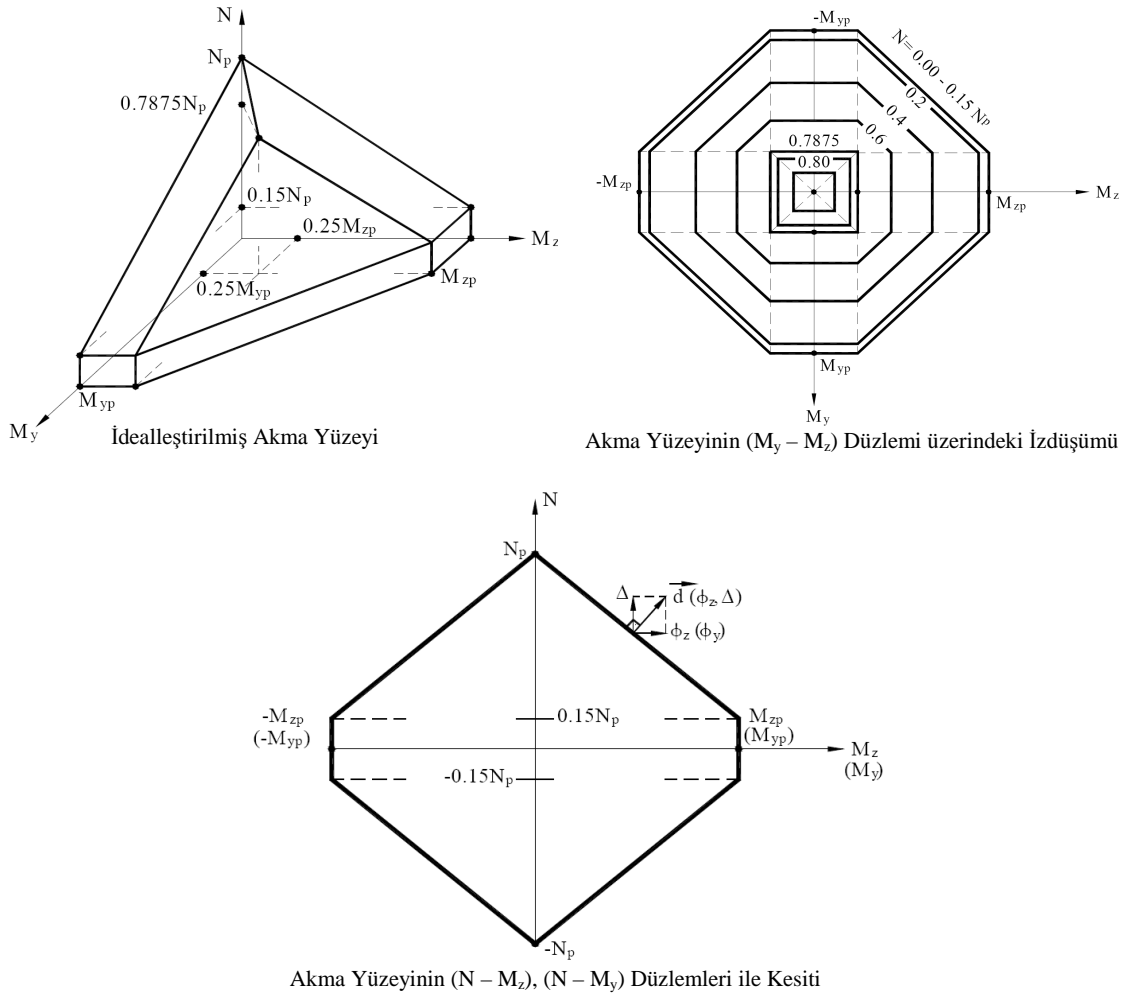 N
Np
0.7875Np
0.15Np
0.25Mzp
Mz
Mzp
0.25Myp
Myp
My
İdealleştirilmiş Akma Yüzeyi
-Myp
N= 0.00 - 0.15 Np
0.2
0.4
0.6
0.7875
0.80
-Mzp
Mz
Mzp
Myp
My
Akma Yüzeyinin (My – Mz) Düzlemi üzerindeki İzdüşümü
N
Np
Δ
d (ϕz, Δ)
ϕz (ϕy)
-Mzp
(-Myp)
0.15Np
Mzp
(Myp)
Mz
(My)
-0.15Np
-Np
Akma Yüzeyinin (N – Mz), (N – My) Düzlemleri ile Kesiti